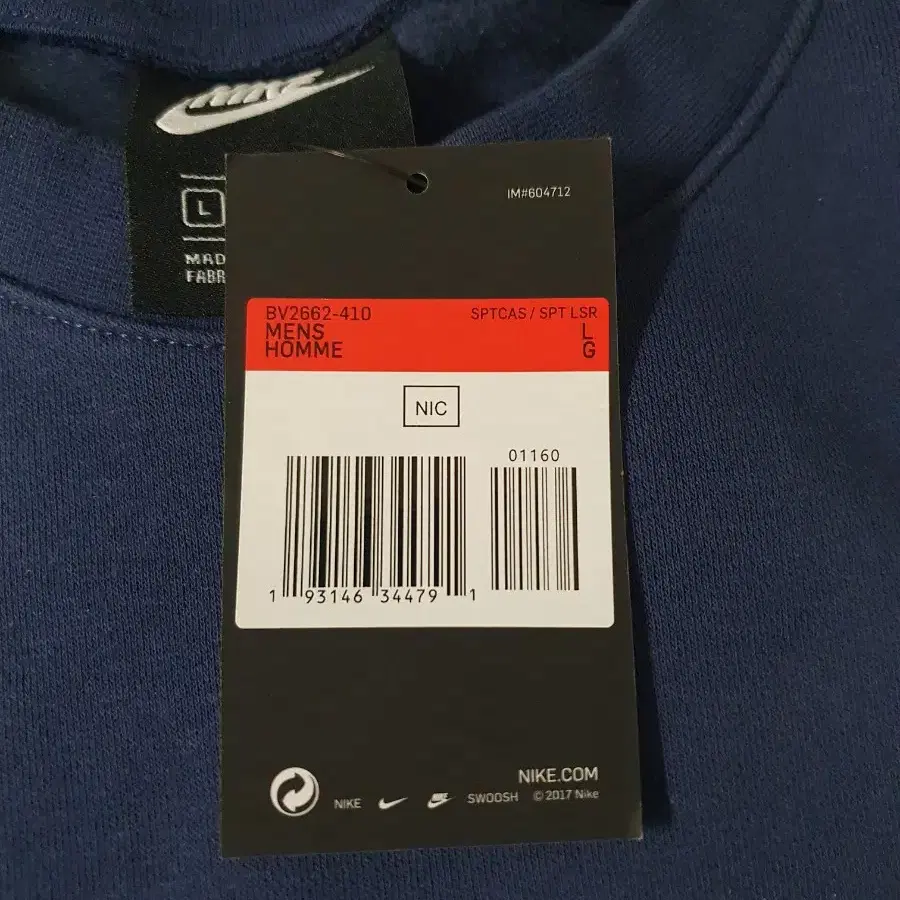 NIKE
L
MAD
FABR
IM#604712
BV2662-410 SPTCAS / SPT LSR
MENS L
HOMME G
NIC
01160
1 93146 34479 1
NIKE.COM
NIKE NIKE SWOOSH © 2017 Nike